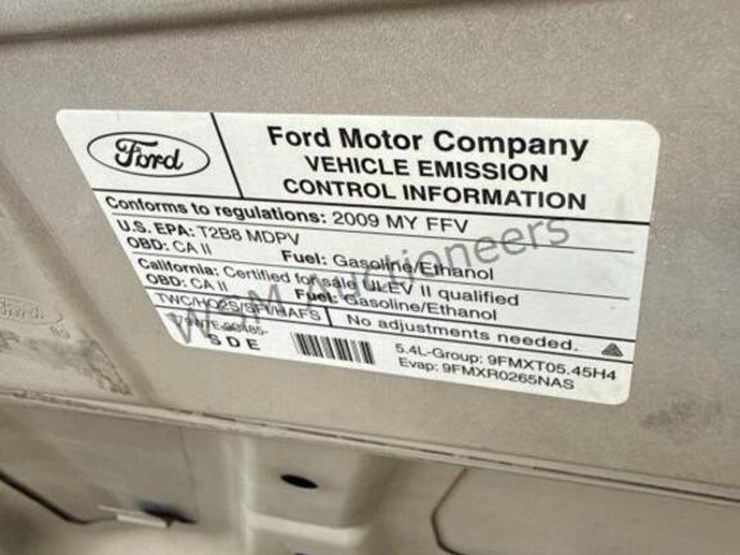 Ford
Ford Motor Company
VEHICLE EMISSION
CONTROL INFORMATION
Conforms to regulations: 2009 MY FFV
U.S. EPA: T2B8 MDPV
OBD: CA II Fuel: Gasoline/Ethanol
California: Certified for sale ULEV II qualified
OBD: CA II Fuel: Gasoline/Ethanol
TWC/HO2S/SFI/HAFS No adjustments needed.
SDE
5.4L-Group: 9FMXT05.45H4
Evap: 9FMXR0265NAS
WSM Auctioneers